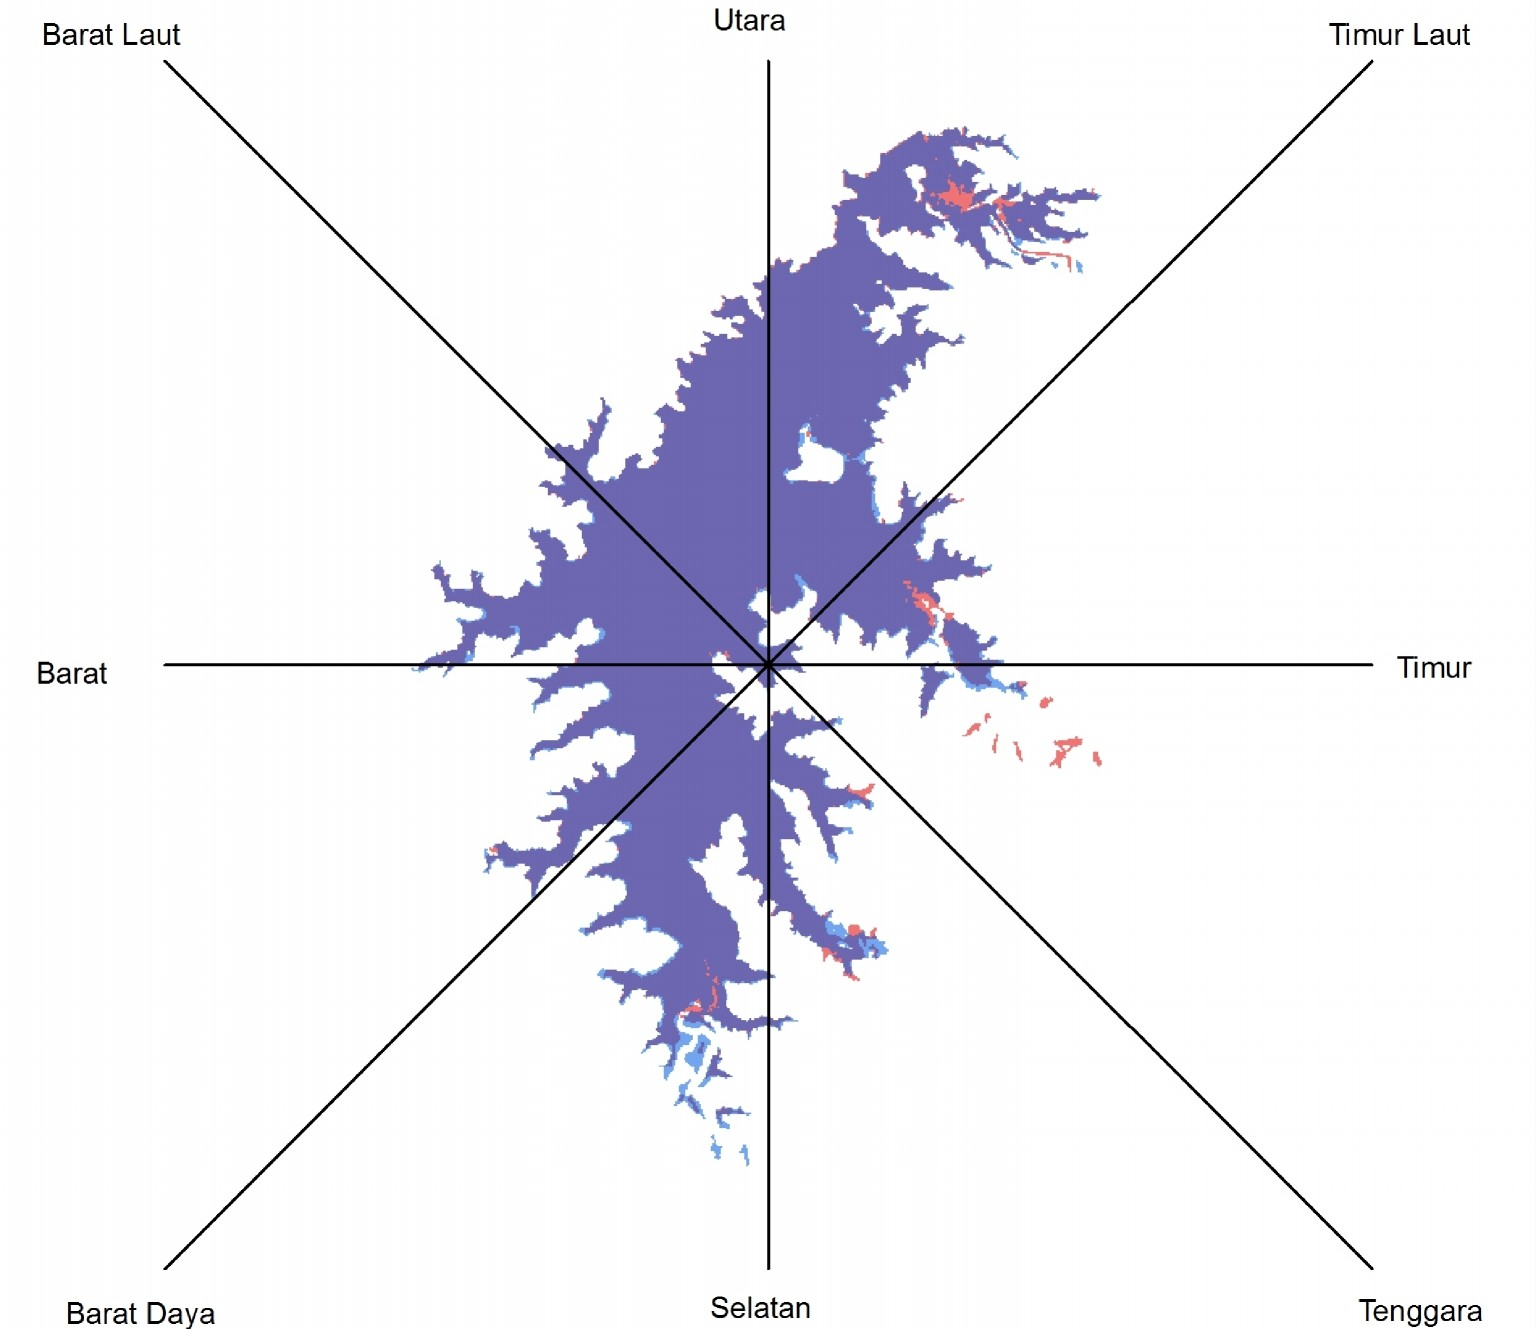 Utara
Barat Laut
Timur Laut
Barat
Timur
Barat Daya
Selatan
Tenggara